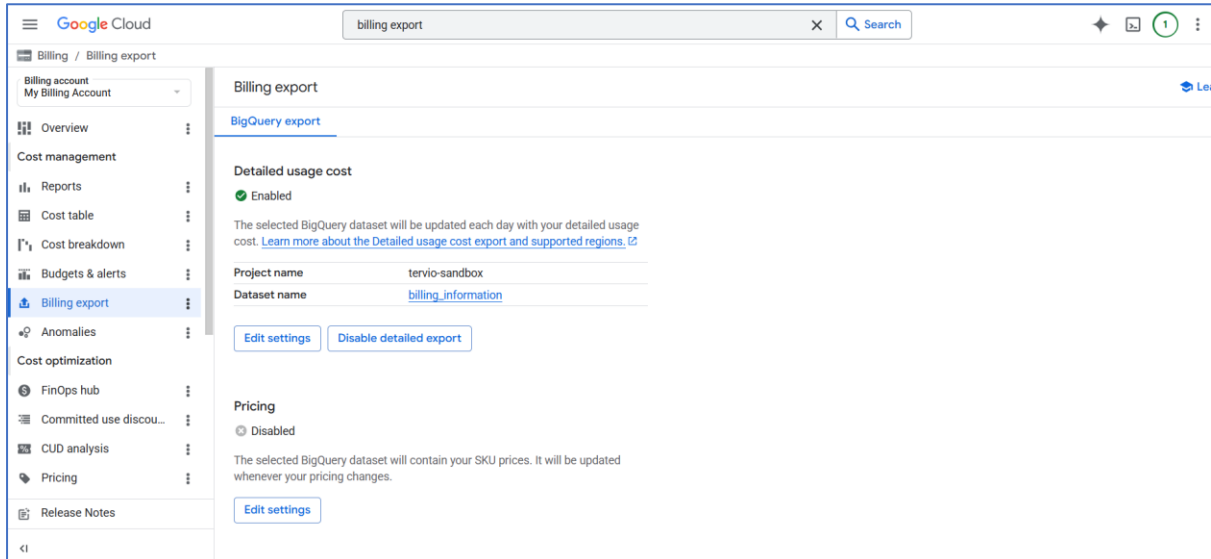 Google Cloud
billing export
Search
1
Billing / Billing export
Billing account
My Billing Account
Overview
Cost management
Reports
Cost table
Cost breakdown
Budgets & alerts
Billing export
Anomalies
Cost optimization
FinOps hub
Committed use discou...
CUD analysis
Pricing
Release Notes
Billing export
Lea
BigQuery export
Detailed usage cost
Enabled
The selected BigQuery dataset will be updated each day with your detailed usage
cost. Learn more about the Detailed usage cost export and supported regions.
Project name tervio-sandbox
Dataset name billing_information
Edit settings Disable detailed export
Pricing
Disabled
The selected BigQuery dataset will contain your SKU prices. It will be updated
whenever your pricing changes.
Edit settings